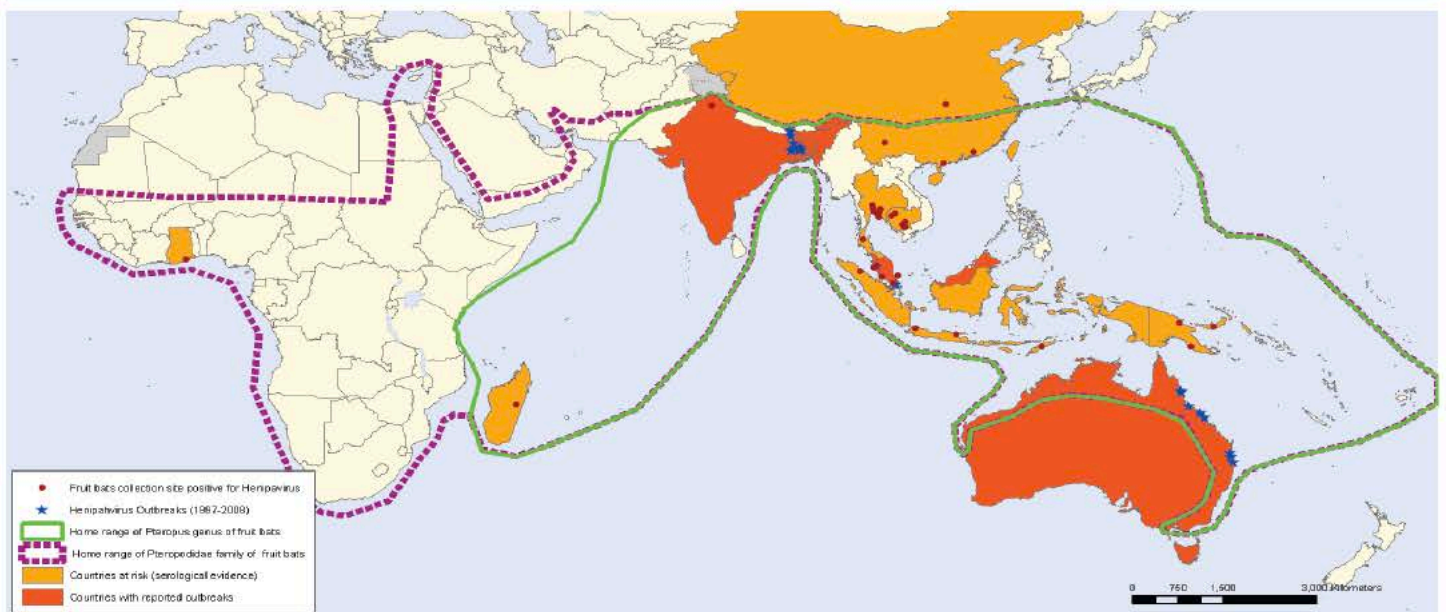 Fruit bats collection site positive for Henipavirus
Henipahvirus Outbreaks (1997-2008)
Home range of Pteropus genus of fruit bats
Home range of Pteropodidae family of fruit bats
Countries at risk (serological evidence)
Countries with reported outbreaks
0 750 1,500 3,000 Kilometers